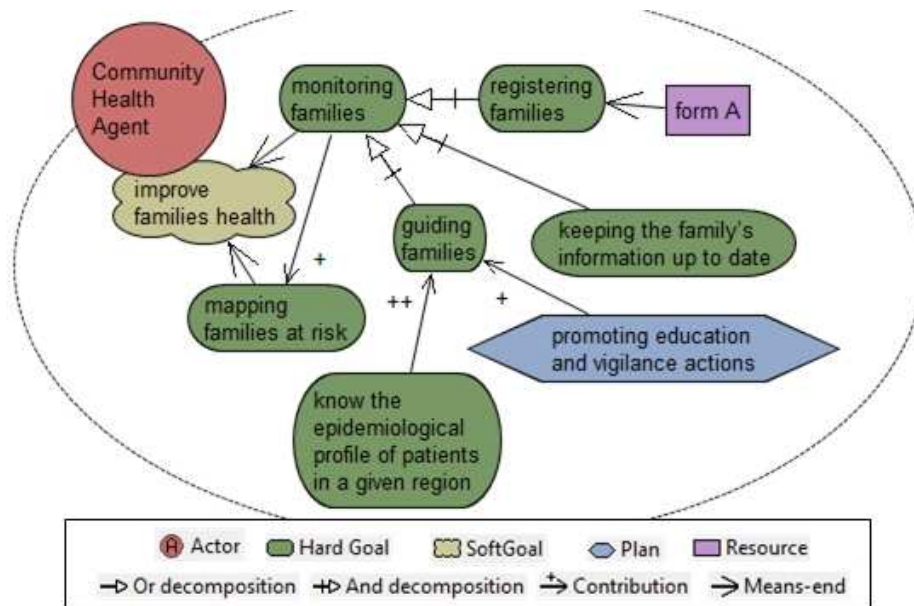 Community
Health
Agent
monitoring
families
registering
families
form A
improve
families health
guiding
families
keeping the family's
information up to date
+
mapping
families at risk
++
+
promoting education
and vigilance actions
know the
epidemiological
profile of patients
in a given region
A Actor
Hard Goal
SoftGoal
Plan
Resource
Or decomposition
And decomposition
+ Contribution
Means-end